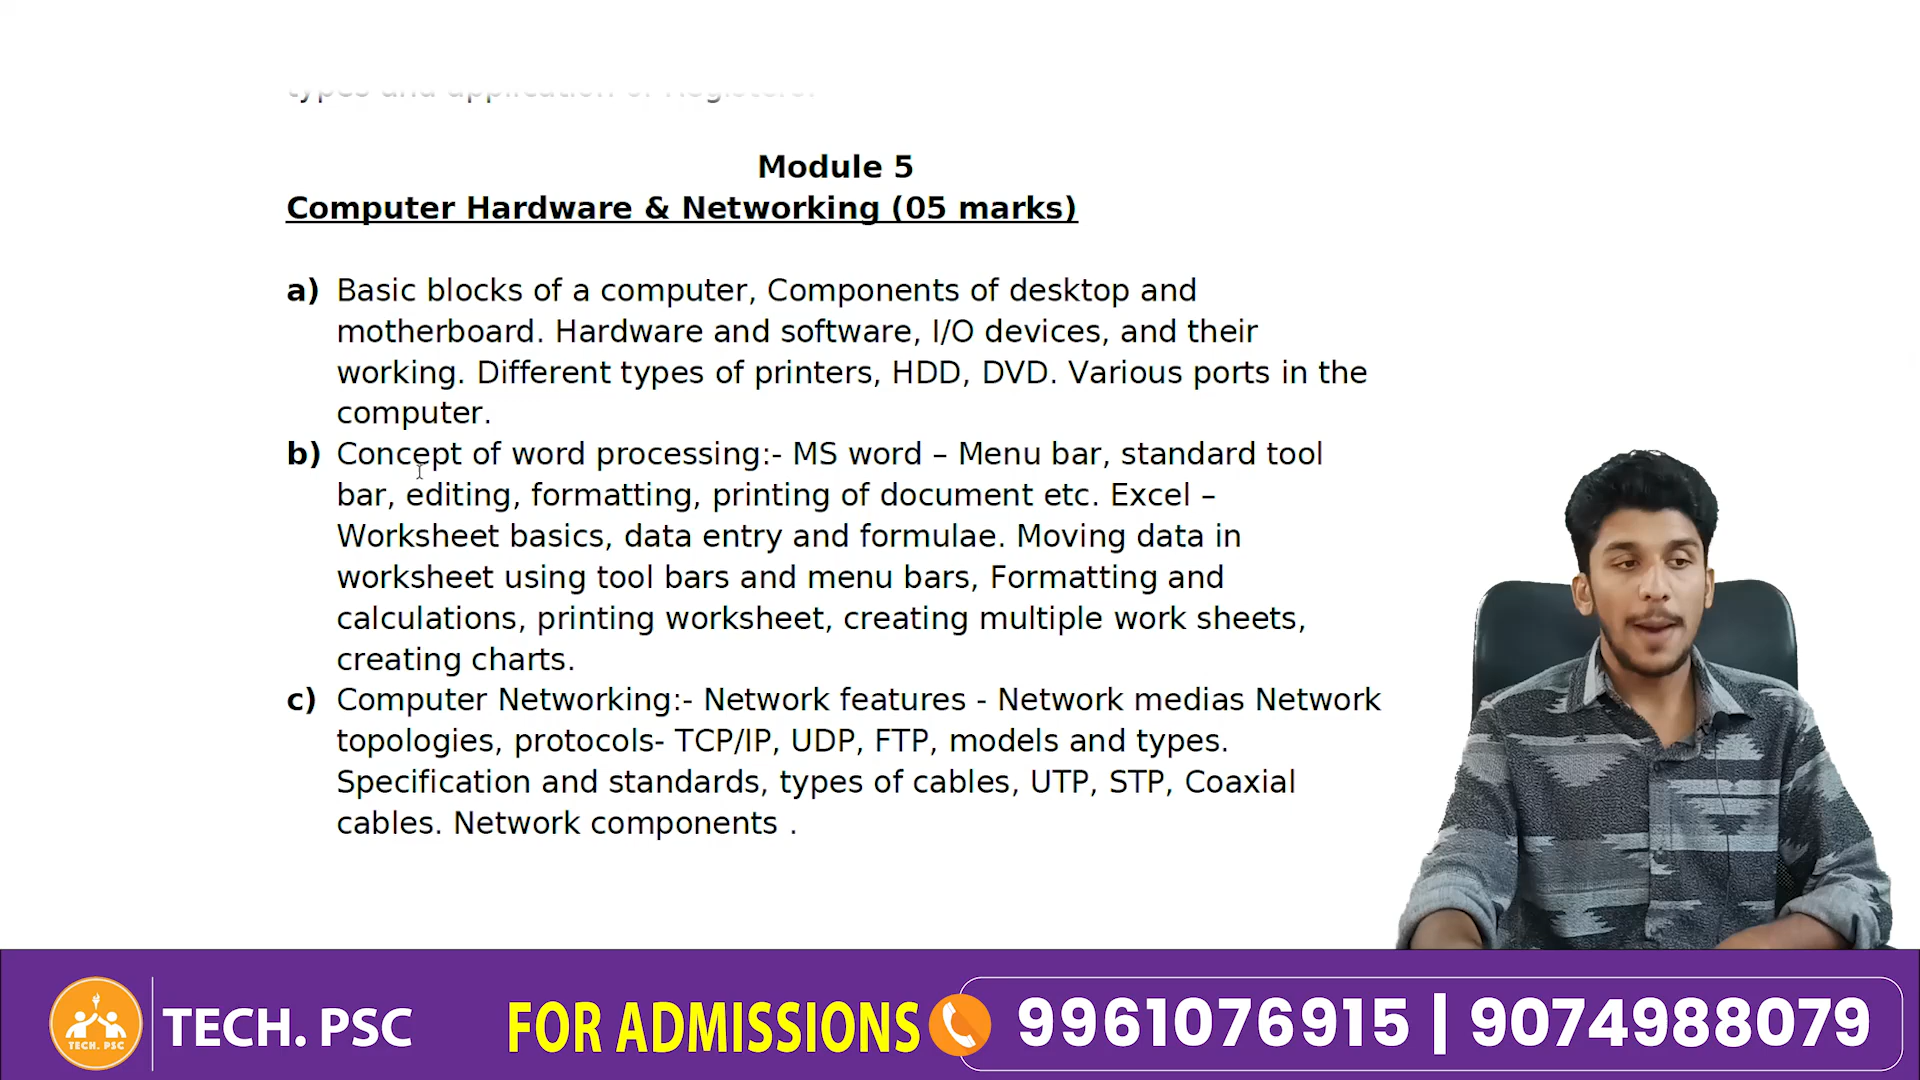 types and application of Registers.
Module 5
Computer Hardware & Networking (05 marks)
a) Basic blocks of a computer, Components of desktop and
motherboard. Hardware and software, I/O devices, and their
working. Different types of printers, HDD, DVD. Various ports in the
computer.
b) Concept of word processing:- MS word – Menu bar, standard tool
bar, editing, formatting, printing of document etc. Excel –
Worksheet basics, data entry and formulae. Moving data in
worksheet using tool bars and menu bars, Formatting and
calculations, printing worksheet, creating multiple work sheets,
creating charts.
c) Computer Networking:- Network features - Network medias Network
topologies, protocols- TCP/IP, UDP, FTP, models and types.
Specification and standards, types of cables, UTP, STP, Coaxial
cables. Network components .
TECH. PSC
TECH. PSC
FOR ADMISSIONS
9961076915 | 9074988079